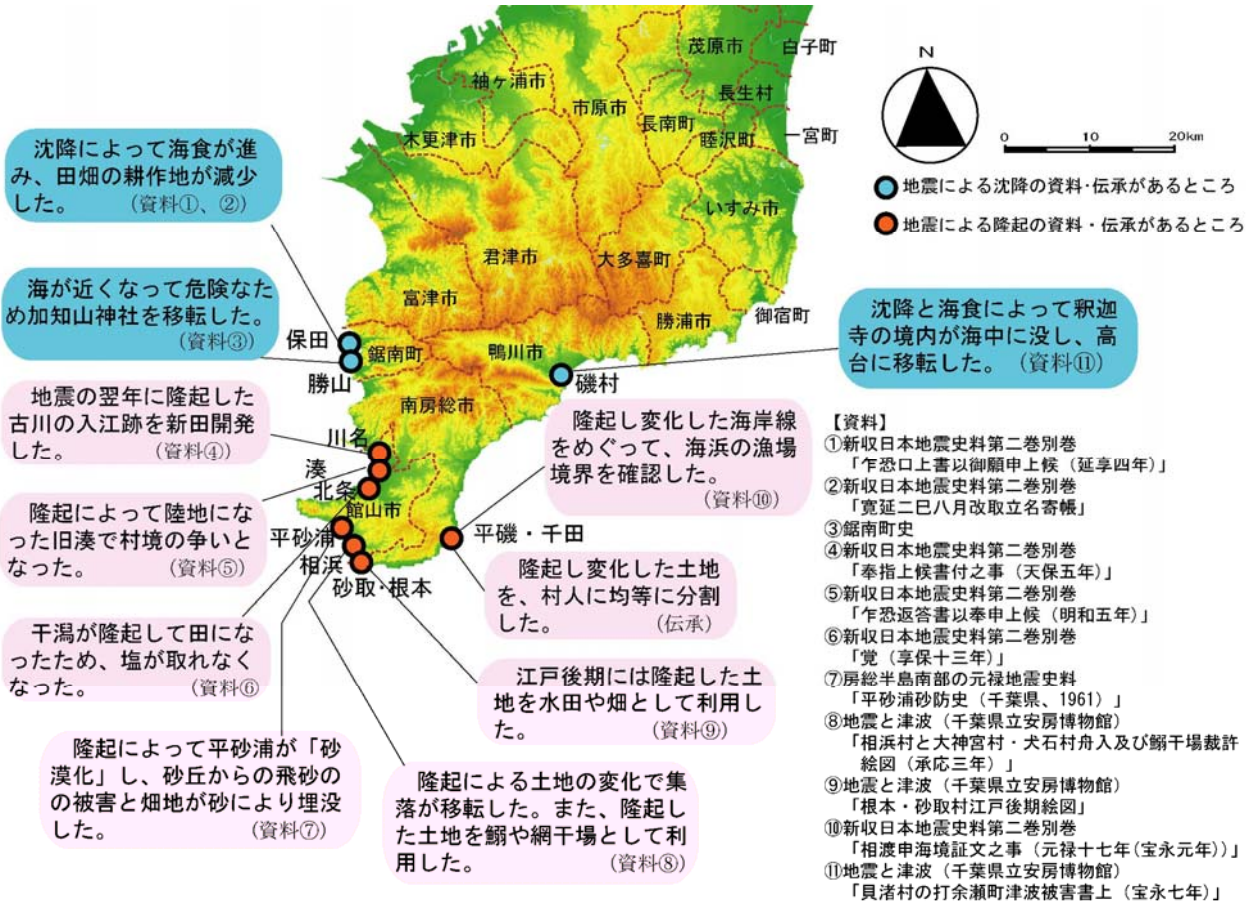 茂原市
白子町
袖ヶ浦市
市原市
長生村
長南町
睦沢町
一宮町
木更津市
いすみ市
君津市
大多喜町
富津市
勝浦市
御宿町
保田
鋸南町
鴨川市
勝山
磯村
南房総市
川名
湊
北条
館山市
平砂浦
相浜
砂取・根本
平磯・千田
N
0 10 20km
地震による沈降の資料・伝承があるところ
地震による隆起の資料・伝承があるところ
沈降によって海食が進
み、田畑の耕作地が減少
した。 (資料①、②)
海が近くなって危険なた
め加知山神社を移転した。
(資料③)
地震の翌年に隆起した
古川の入江跡を新田開発
した。 (資料④)
隆起によって陸地にな
った旧湊で村境の争いと
なった。 (資料⑤)
干潟が隆起して田にな
ったため、塩が取れなく
なった。 (資料⑥
隆起によって平砂浦が「砂
漠化」し、砂丘からの飛砂の
の被害と畑地が砂により埋没
した。 (資料⑦)
隆起による土地の変化で集
落が移転した。また、隆起し
た土地を鰯や網干場として利
用した。 (資料⑧)
江戸後期には隆起した土
地を水田や畑として利用し
た。 (資料⑨)
隆起し変化した土地
を、村人に均等に分割
した。 (伝承)
隆起し変化した海岸線
をめぐって、海浜の漁場
境界を確認した。
(資料⑩)
沈降と海食によって釈迦
寺の境内が海中に没し、高
台に移転した。 (資料⑪)
【資料】
①新収日本地震史料第二巻別巻
「乍恐口上書以御願申上候（延享四年）」
②新収日本地震史料第二巻別巻
「寛延二巳八月改取立名寄帳」
③鋸南町史
④新収日本地震史料第二巻別巻
「奉指上候書付之事（天保五年）」
⑤新収日本地震史料第二巻別巻
「乍恐返答書以奉申上候（明和五年）」
⑥新収日本地震史料第二巻別巻
「覚（享保十三年）」
⑦房総半島南部の元禄地震史料
「平砂浦砂防史（千葉県、1961）」
⑧地震と津波（千葉県立安房博物館）
「相浜村と大神宮村・犬石村舟入及び鰯干場裁許
絵図（承応三年）」
⑨地震と津波（千葉県立安房博物館）
「根本・砂取村江戸後期絵図」
⑩新収日本地震史料第二巻別巻
「相渡申海境証文之事（元禄十七年(宝永元年)）」
⑪地震と津波（千葉県立安房博物館）
「貝渚村の打余瀬町津波被害書上（宝永七年）」